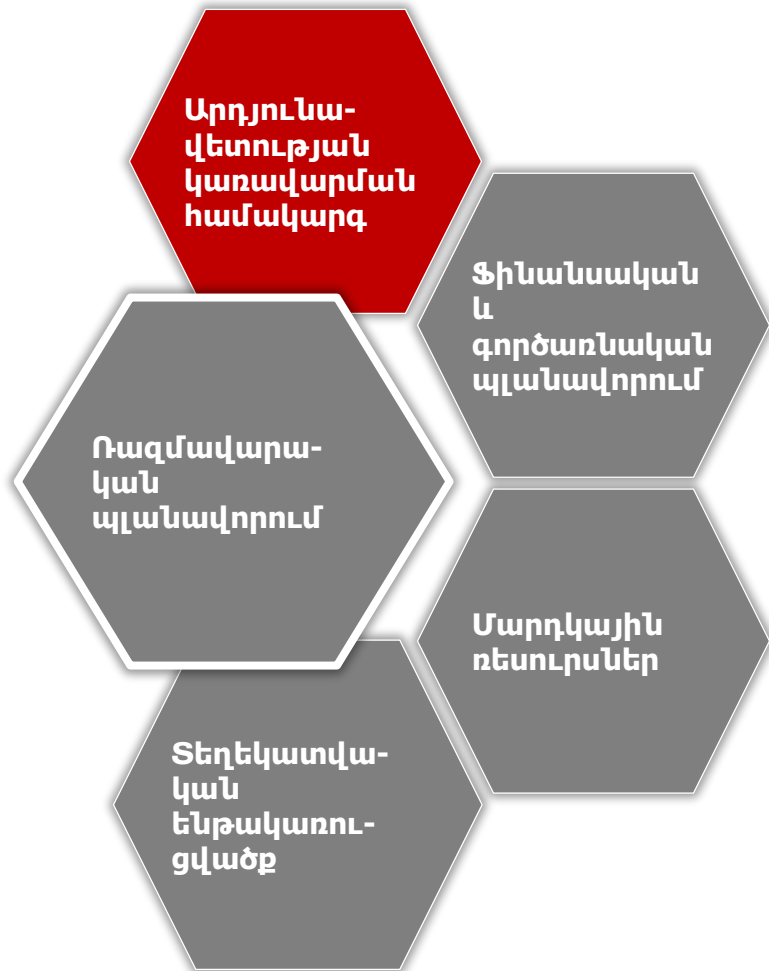 Արդյունա-
վետության
կառավարման
համակարգ
Ֆինանսական
և
գործառնական
պլանավորում
Ռազմավարա-
կան
պլանավորում
Մարդկային
ռեսուրսներ
Տեղեկատվա-
կան
ենթակառու-
ցվածք